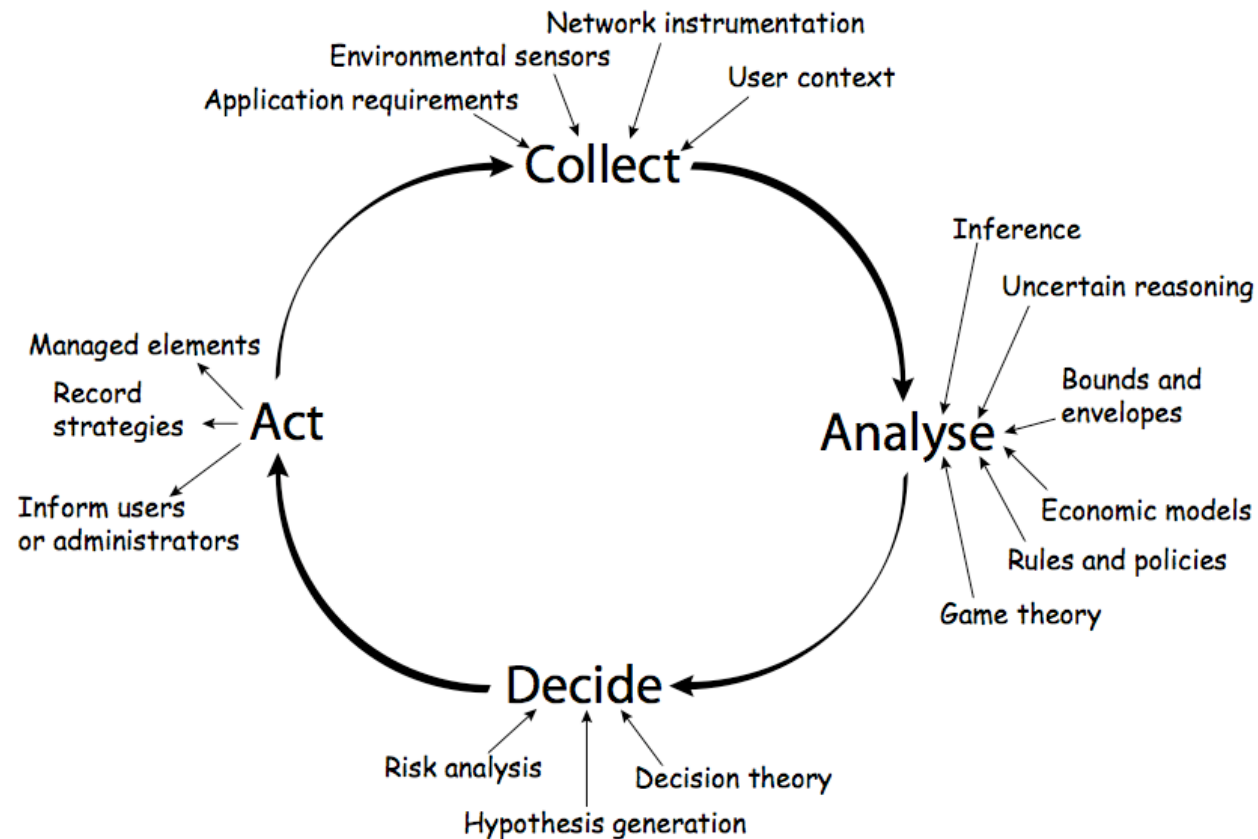 Network instrumentation
Environmental sensors
User context
Application requirements
Collect
Inference
Uncertain reasoning
Managed elements
Record
strategies
Act
Bounds and
envelopes
Analyse
Inform users
or administrators
Economic models
Rules and policies
Game theory
Decide
Risk analysis
Decision theory
Hypothesis generation